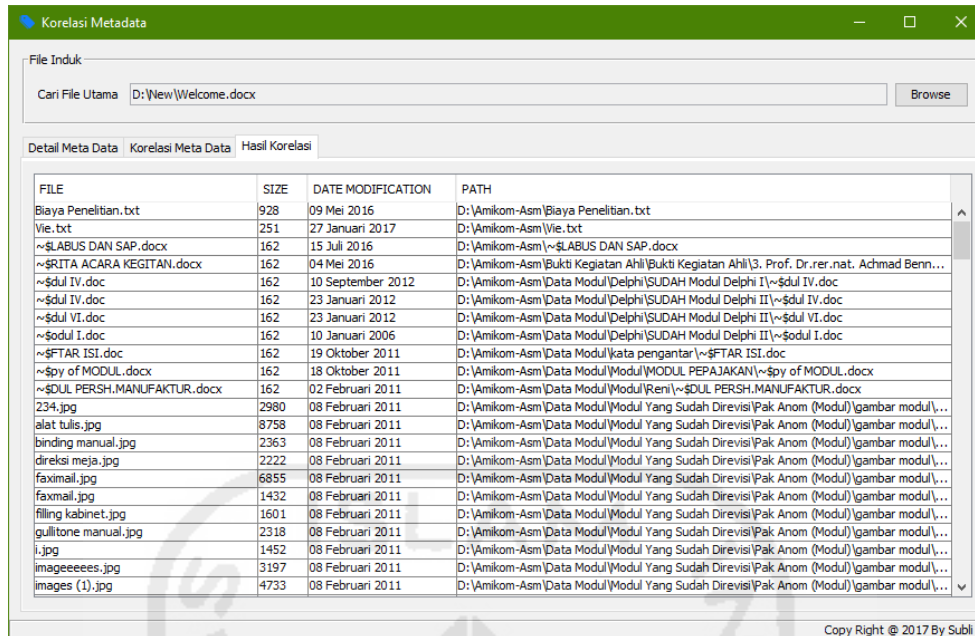 Korelasi Metadata
File Induk
Cari File Utama D:\New\Welcome.docx Browse
Detail Meta Data Korelasi Meta Data Hasil Korelasi
FILE SIZE DATE MODIFICATION PATH
Biaya Penelitian.txt 928 09 Mei 2016 D:\Amikom-Asm\Biaya Penelitian.txt
Vie.txt 251 27 Januari 2017 D:\Amikom-Asm\Vie.txt
~$LABUS DAN SAP.docx 162 15 Juli 2016 D:\Amikom-Asm\~$LABUS DAN SAP.docx
~$RITA ACARA KEGITAN.docx 162 04 Mei 2016 D:\Amikom-Asm\Bukti Kegiatan Ahli\Bukti Kegiatan Ahli\3. Prof. Dr.rer.nat. Achmad Benn...
~$dul IV.doc 162 10 September 2012 D:\Amikom-Asm\Data Modul\Delphi\SUDAH Modul Delphi I\~$dul IV.doc
~$dul IV.doc 162 23 Januari 2012 D:\Amikom-Asm\Data Modul\Delphi\SUDAH Modul Delphi II\~$dul IV.doc
~$dul VI.doc 162 23 Januari 2012 D:\Amikom-Asm\Data Modul\Delphi\SUDAH Modul Delphi II\~$dul VI.doc
~$odul I.doc 162 10 Januari 2006 D:\Amikom-Asm\Data Modul\Delphi\SUDAH Modul Delphi II\~$odul I.doc
~$FTAR ISI.doc 162 19 Oktober 2011 D:\Amikom-Asm\Data Modul\kata pengantar\~$FTAR ISI.doc
~$py of MODUL.docx 162 18 Oktober 2011 D:\Amikom-Asm\Data Modul\Modul\MODUL PEPAJAKAN\~$py of MODUL.docx
~$DUL PERSH.MANUFAKTUR.docx 162 02 Februari 2011 D:\Amikom-Asm\Data Modul\Modul\Reni\~$DUL PERSH.MANUFAKTUR.docx
234.jpg 2980 08 Februari 2011 D:\Amikom-Asm\Data Modul\Modul Yang Sudah Direvisi\Pak Anom (Modul)\gambar modul\...
alat tulis.jpg 8758 08 Februari 2011 D:\Amikom-Asm\Data Modul\Modul Yang Sudah Direvisi\Pak Anom (Modul)\gambar modul\...
binding manual.jpg 2363 08 Februari 2011 D:\Amikom-Asm\Data Modul\Modul Yang Sudah Direvisi\Pak Anom (Modul)\gambar modul\...
direksi meja.jpg 2222 08 Februari 2011 D:\Amikom-Asm\Data Modul\Modul Yang Sudah Direvisi\Pak Anom (Modul)\gambar modul\...
faximail.jpg 6855 08 Februari 2011 D:\Amikom-Asm\Data Modul\Modul Yang Sudah Direvisi\Pak Anom (Modul)\gambar modul\...
faxmail.jpg 1432 08 Februari 2011 D:\Amikom-Asm\Data Modul\Modul Yang Sudah Direvisi\Pak Anom (Modul)\gambar modul\...
filling kabinet.jpg 1601 08 Februari 2011 D:\Amikom-Asm\Data Modul\Modul Yang Sudah Direvisi\Pak Anom (Modul)\gambar modul\...
gullitone manual.jpg 2318 08 Februari 2011 D:\Amikom-Asm\Data Modul\Modul Yang Sudah Direvisi\Pak Anom (Modul)\gambar modul\...
i.jpg 1452 08 Februari 2011 D:\Amikom-Asm\Data Modul\Modul Yang Sudah Direvisi\Pak Anom (Modul)\gambar modul\...
imageeeees.jpg 3197 08 Februari 2011 D:\Amikom-Asm\Data Modul\Modul Yang Sudah Direvisi\Pak Anom (Modul)\gambar modul\...
images (1).jpg 4733 08 Februari 2011 D:\Amikom-Asm\Data Modul\Modul Yang Sudah Direvisi\Pak Anom (Modul)\gambar modul\...
Copy Right @ 2017 By Subli